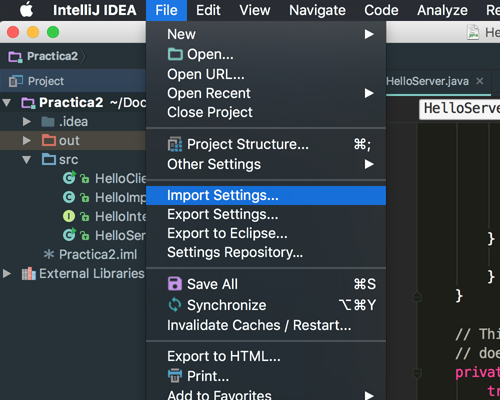 IntelliJ IDEA File Edit View Navigate Code Analyze
Practica2
Project
Practica2 ~/Doc
.idea
out
src
HelloCli
HelloImp
HelloInte
HelloSer
Practica2.iml
External Libraries
New
Open...
Open URL...
Open Recent
Close Project
Project Structure... ⌘;
Other Settings
Import Settings...
Export Settings...
Export to Eclipse...
Settings Repository...
Save All ⌘S
Synchronize ⌥⌘Y
Invalidate Caches / Restart...
Export to HTML...
Print...
Add to Favorites
He
HelloServer.java
HelloServe
}
}
}
// Thi
// doe
privat
tr